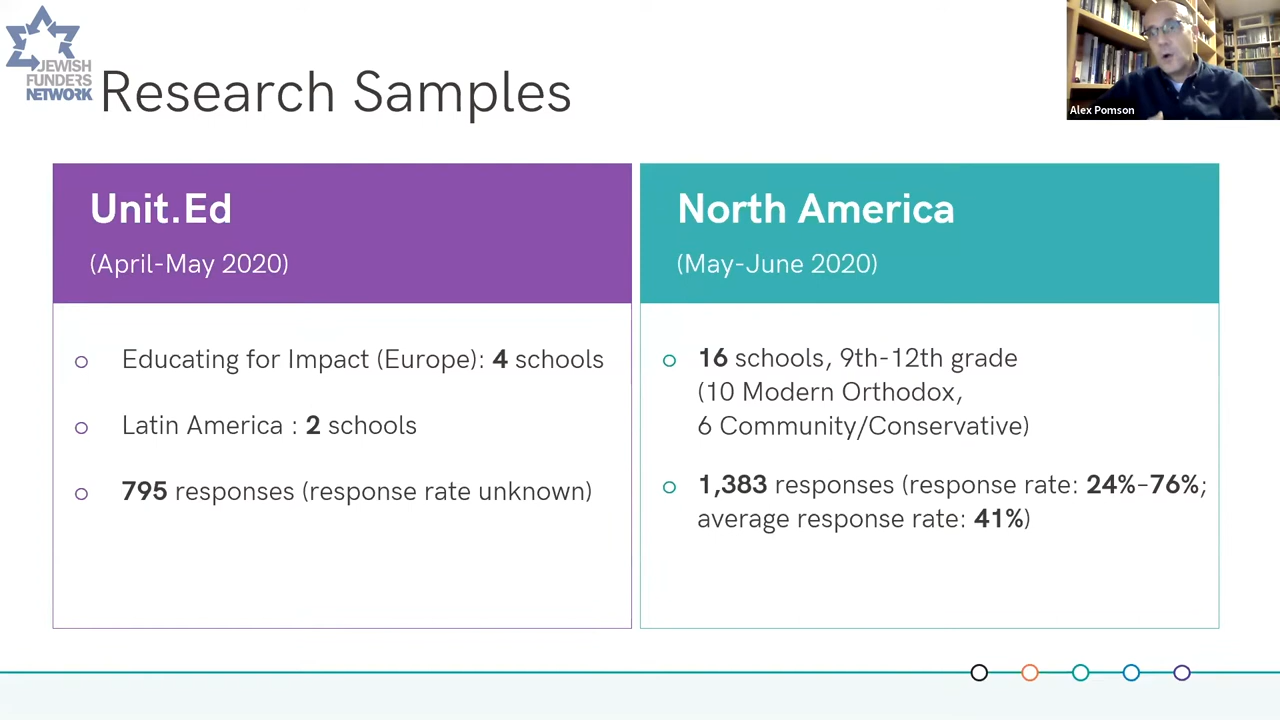 JEWISH
FUNDERS
NETWORK
Research Samples
Alex Pomson
Unit.Ed
(April-May 2020)
Educating for Impact (Europe): 4 schools
Latin America : 2 schools
795 responses (response rate unknown)
North America
(May-June 2020)
16 schools, 9th-12th grade
(10 Modern Orthodox,
6 Community/Conservative)
1,383 responses (response rate: 24%–76%;
average response rate: 41%)